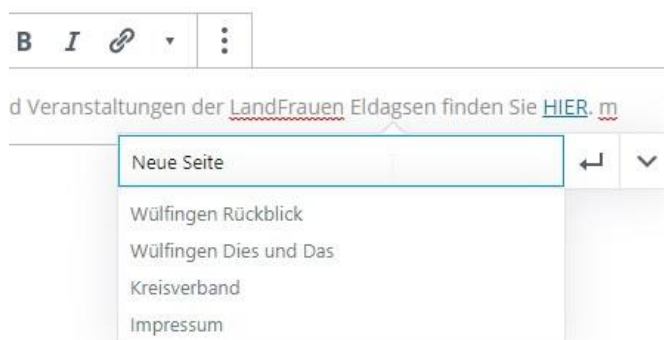 B I
d Veranstaltungen der LandFrauen Eldagsen finden Sie HIER. m
Neue Seite
Wülfingen Rückblick
Wülfingen Dies und Das
Kreisverband
Impressum